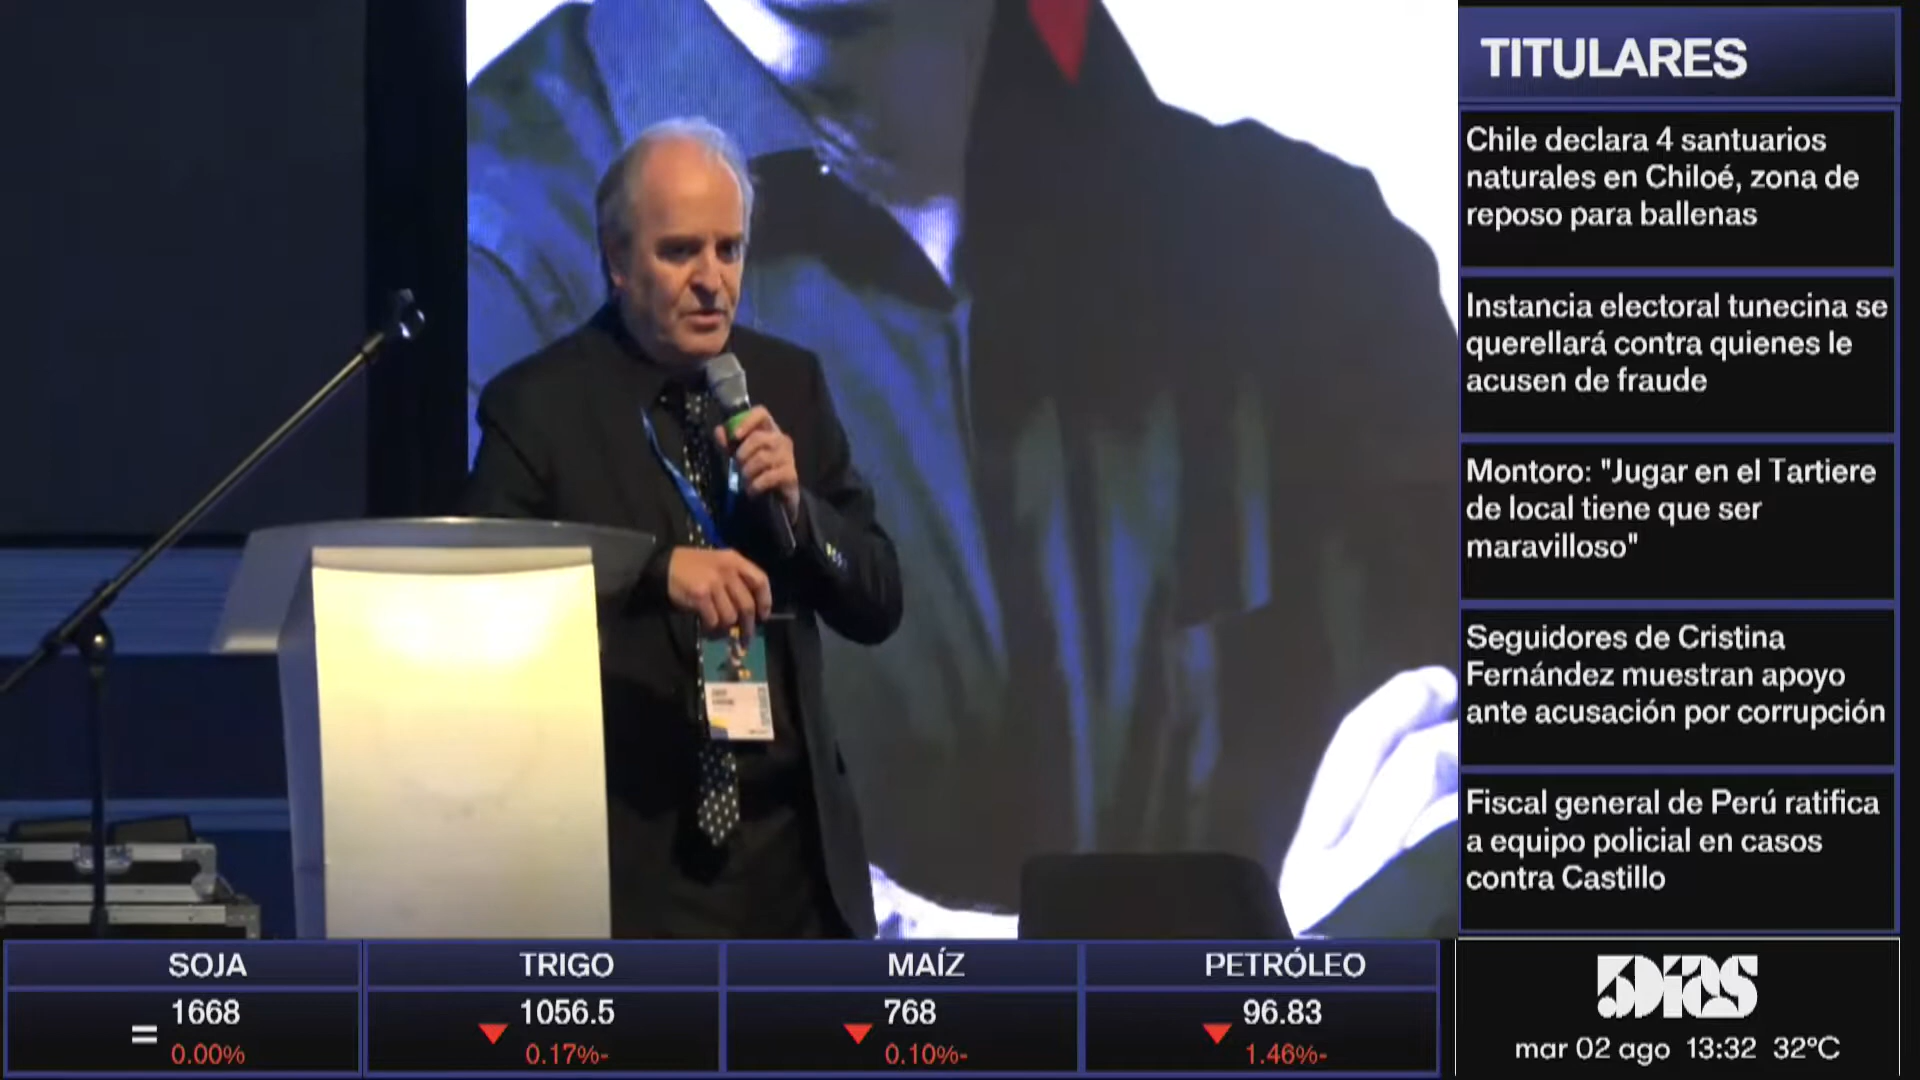 TITULARES
Chile declara 4 santuarios
naturales en Chiloé, zona de
reposo para ballenas
Instancia electoral tunecina se
querellará contra quienes le
acusen de fraude
Montoro: "Jugar en el Tartiere
de local tiene que ser
maravilloso"
Seguidores de Cristina
Fernández muestran apoyo
ante acusación por corrupción
Fiscal general de Perú ratifica
a equipo policial en casos
contra Castillo
SOJA
=
1668
0.00%
TRIGO
1056.5
0.17%-
MAÍZ
768
0.10%-
PETRÓLEO
96.83
1.46%-
5Dias
mar 02 ago 13:32 32°C